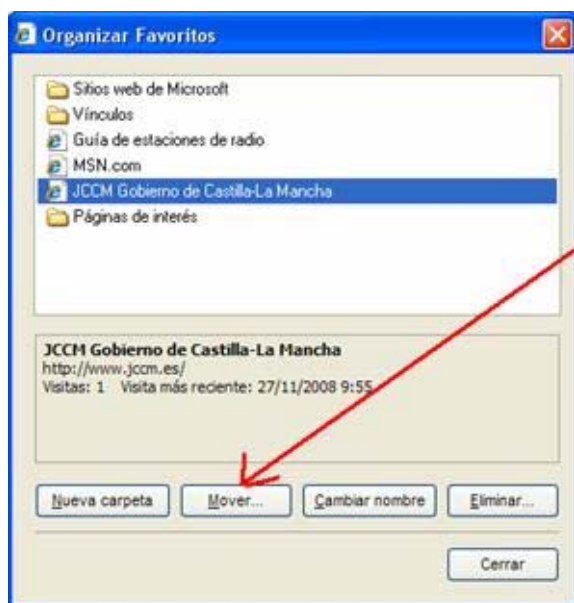 Organizar Favoritos
Sitios web de Microsoft
Vínculos
Guía de estaciones de radio
MSN.com
JCCM Gobierno de Castilla-La Mancha
Páginas de interés
JCCM Gobierno de Castilla-La Mancha
http://www.jccm.es/
Visitas: 1 Visita más reciente: 27/11/2008 9:55
Nueva carpeta Mover... Cambiar nombre Eliminar...
Cerrar